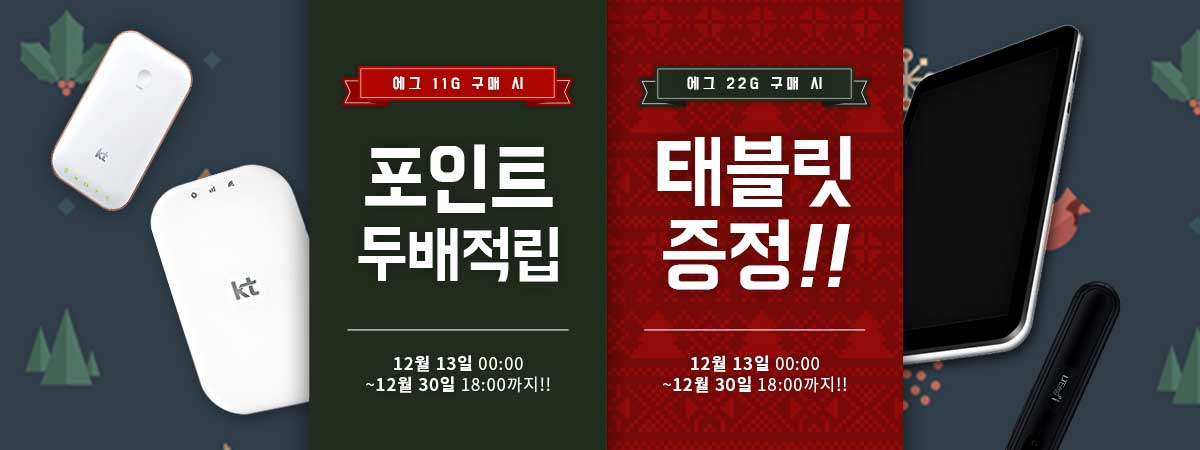 kt
kt
에그 11G 구매 시
포인트
두배적립
12월 13일 00:00
~12월 30일 18:00까지!!
에그 22G 구매 시
태블릿
증정!!
12월 13일 00:00
~12월 30일 18:00까지!!